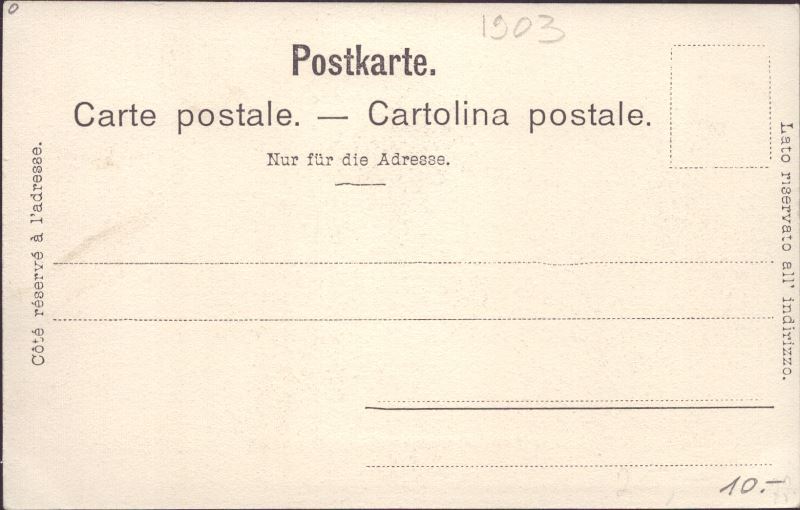 1903
Postkarte.
Carte postale. — Cartolina postale.
Nur für die Adresse.
Côté réservé à l'adresse.
Lato riservato all' indirizzo.
10.-